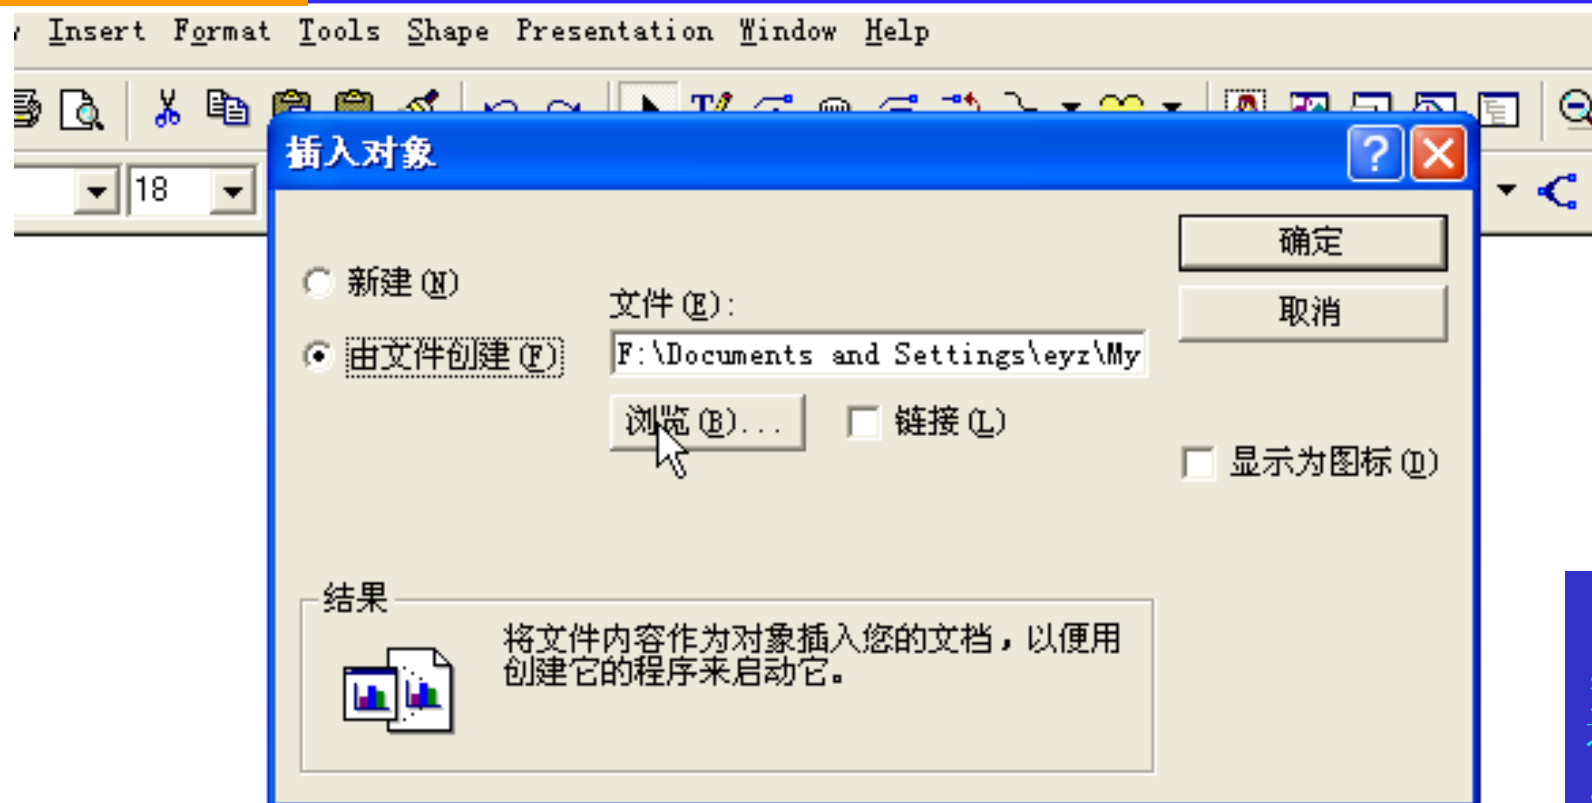 Insert Format Tools Shape Presentation Window Help
18
插入对象
新建(N)
由文件创建(F)
文件(E):
F:\Documents and Settings\eyz\My
浏览(B)...
链接(L)
确定
取消
显示为图标(D)
结果
将文件内容作为对象插入您的文档，以便用
创建它的程序来启动它。